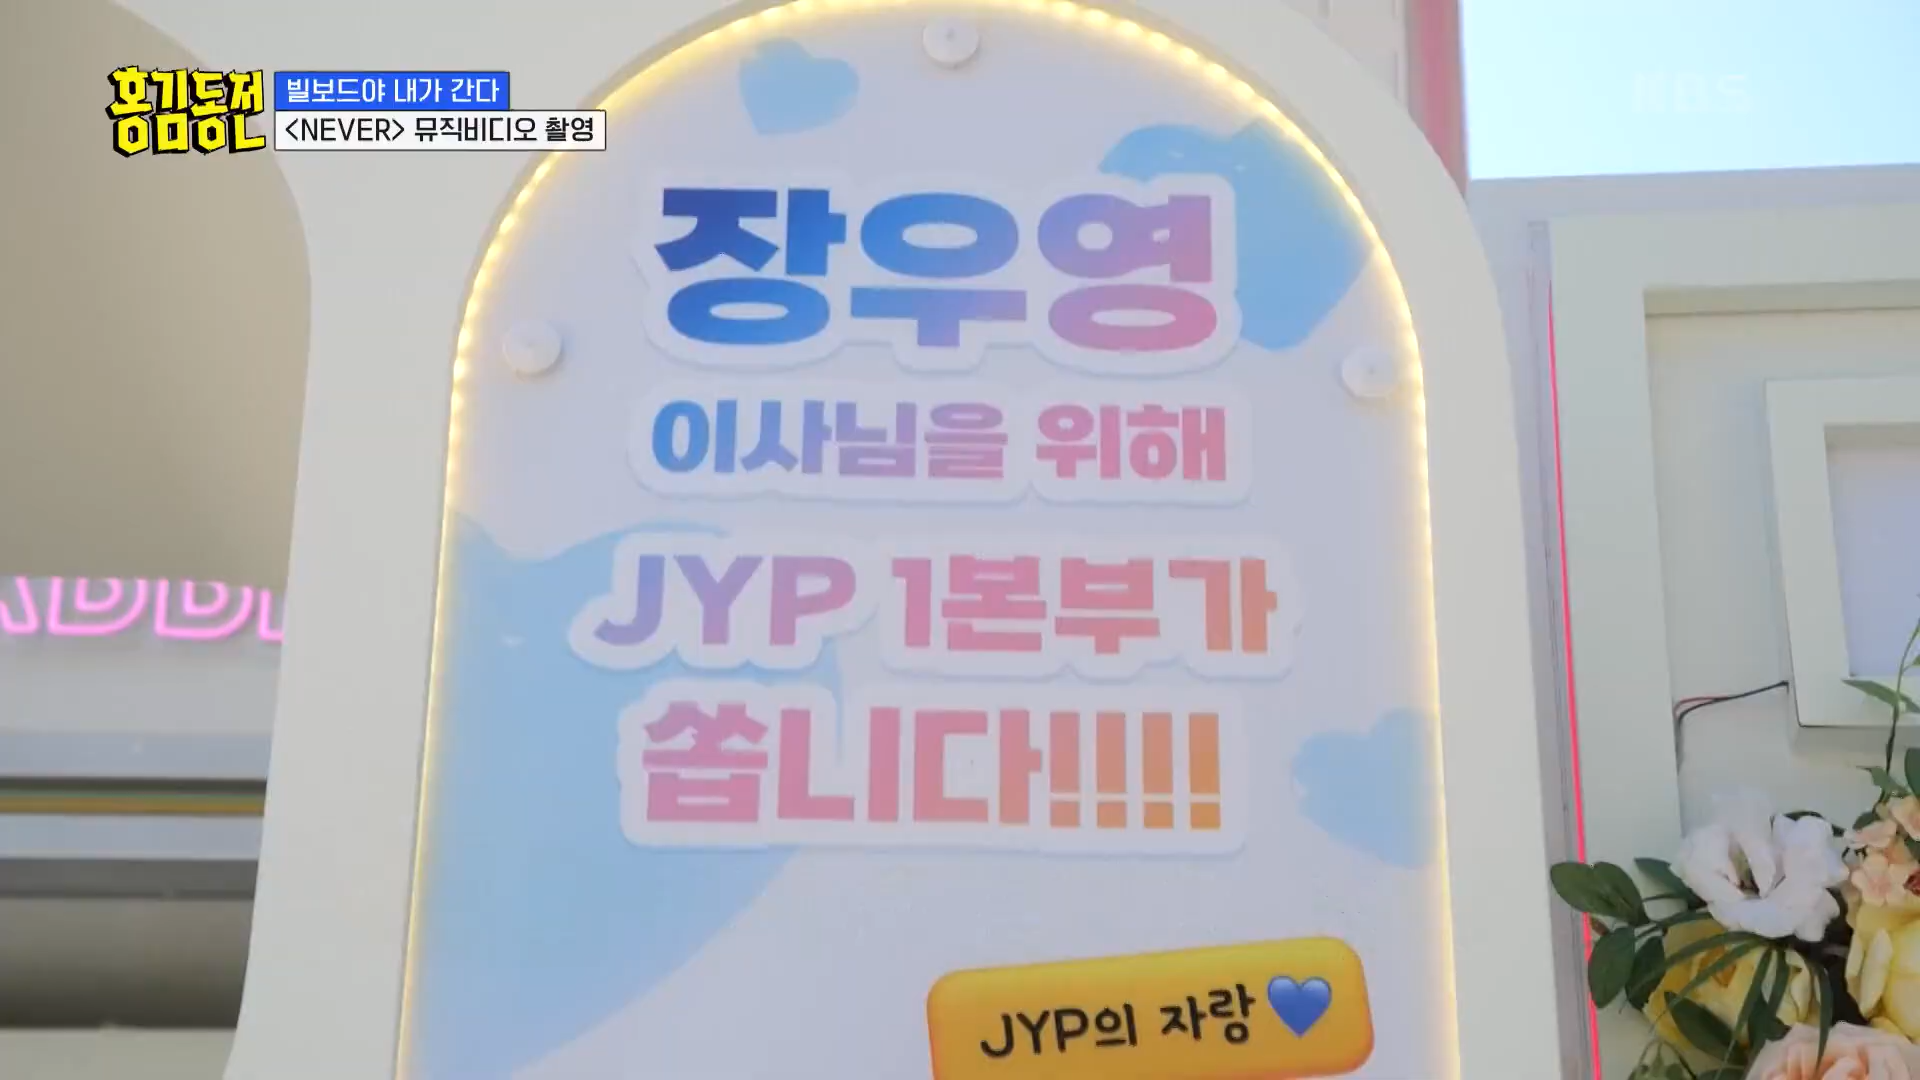 홍김동전
빌보드야 내가 간다
<NEVER> 뮤직비디오 촬영
KBS
장우영
이사님을 위해
JYP 1본부가
쏩니다!!!!
JYP의 자랑💙